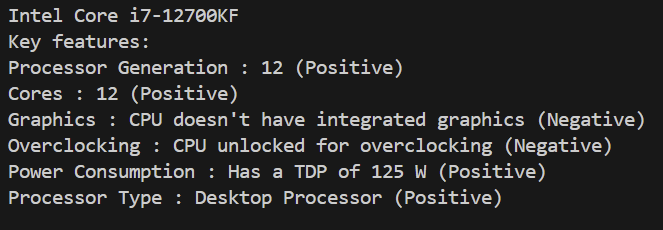 Intel Core i7-12700KF
Key features:
Processor Generation : 12 (Positive)
Cores : 12 (Positive)
Graphics : CPU doesn't have integrated graphics (Negative)
Overclocking : CPU unlocked for overclocking (Negative)
Power Consumption : Has a TDP of 125 W (Positive)
Processor Type : Desktop Processor (Positive)